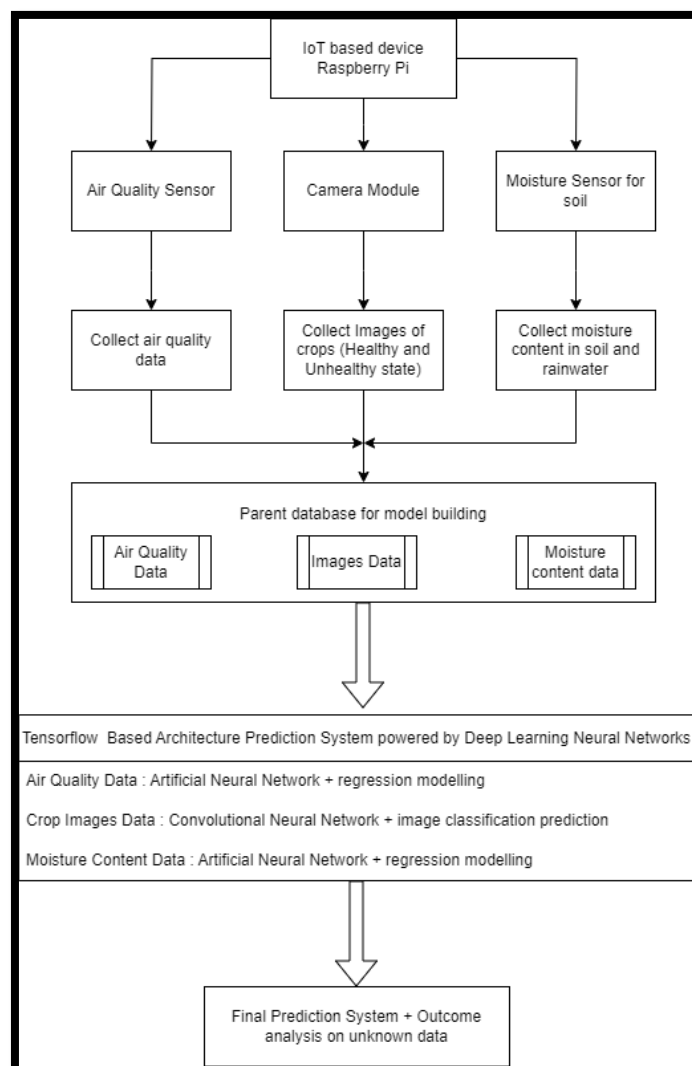 IoT based device
Raspberry Pi
Air Quality Sensor
Camera Module
Moisture Sensor for
soil
Collect air quality
data
Collect Images of
crops (Healthy and
Unhealthy state)
Collect moisture
content in soil and
rainwater
Parent database for model building
Air Quality
Data
Images Data
Moisture
content data
Tensorflow Based Architecture Prediction System powered by Deep Learning Neural Networks
Air Quality Data : Artificial Neural Network + regression modelling
Crop Images Data : Convolutional Neural Network + image classification prediction
Moisture Content Data : Artificial Neural Network + regression modelling
Final Prediction System + Outcome
analysis on unknown data